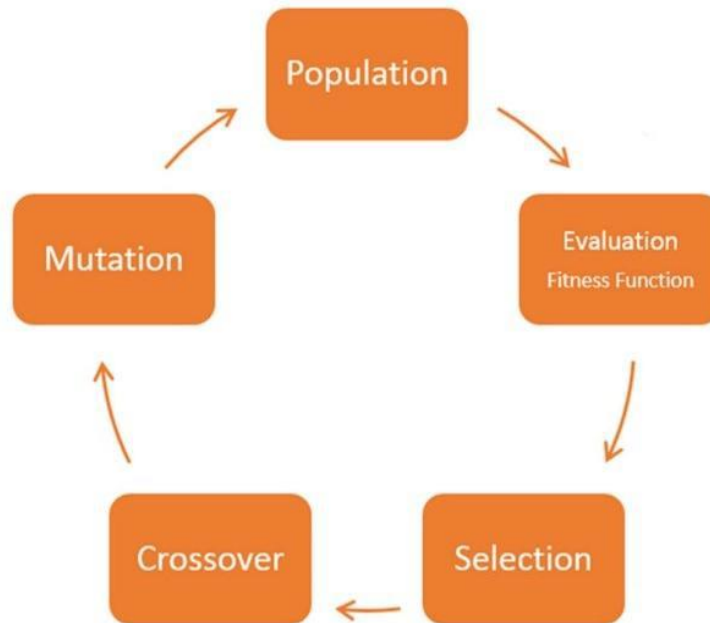 Population
Evaluation
Fitness Function
Selection
Crossover
Mutation